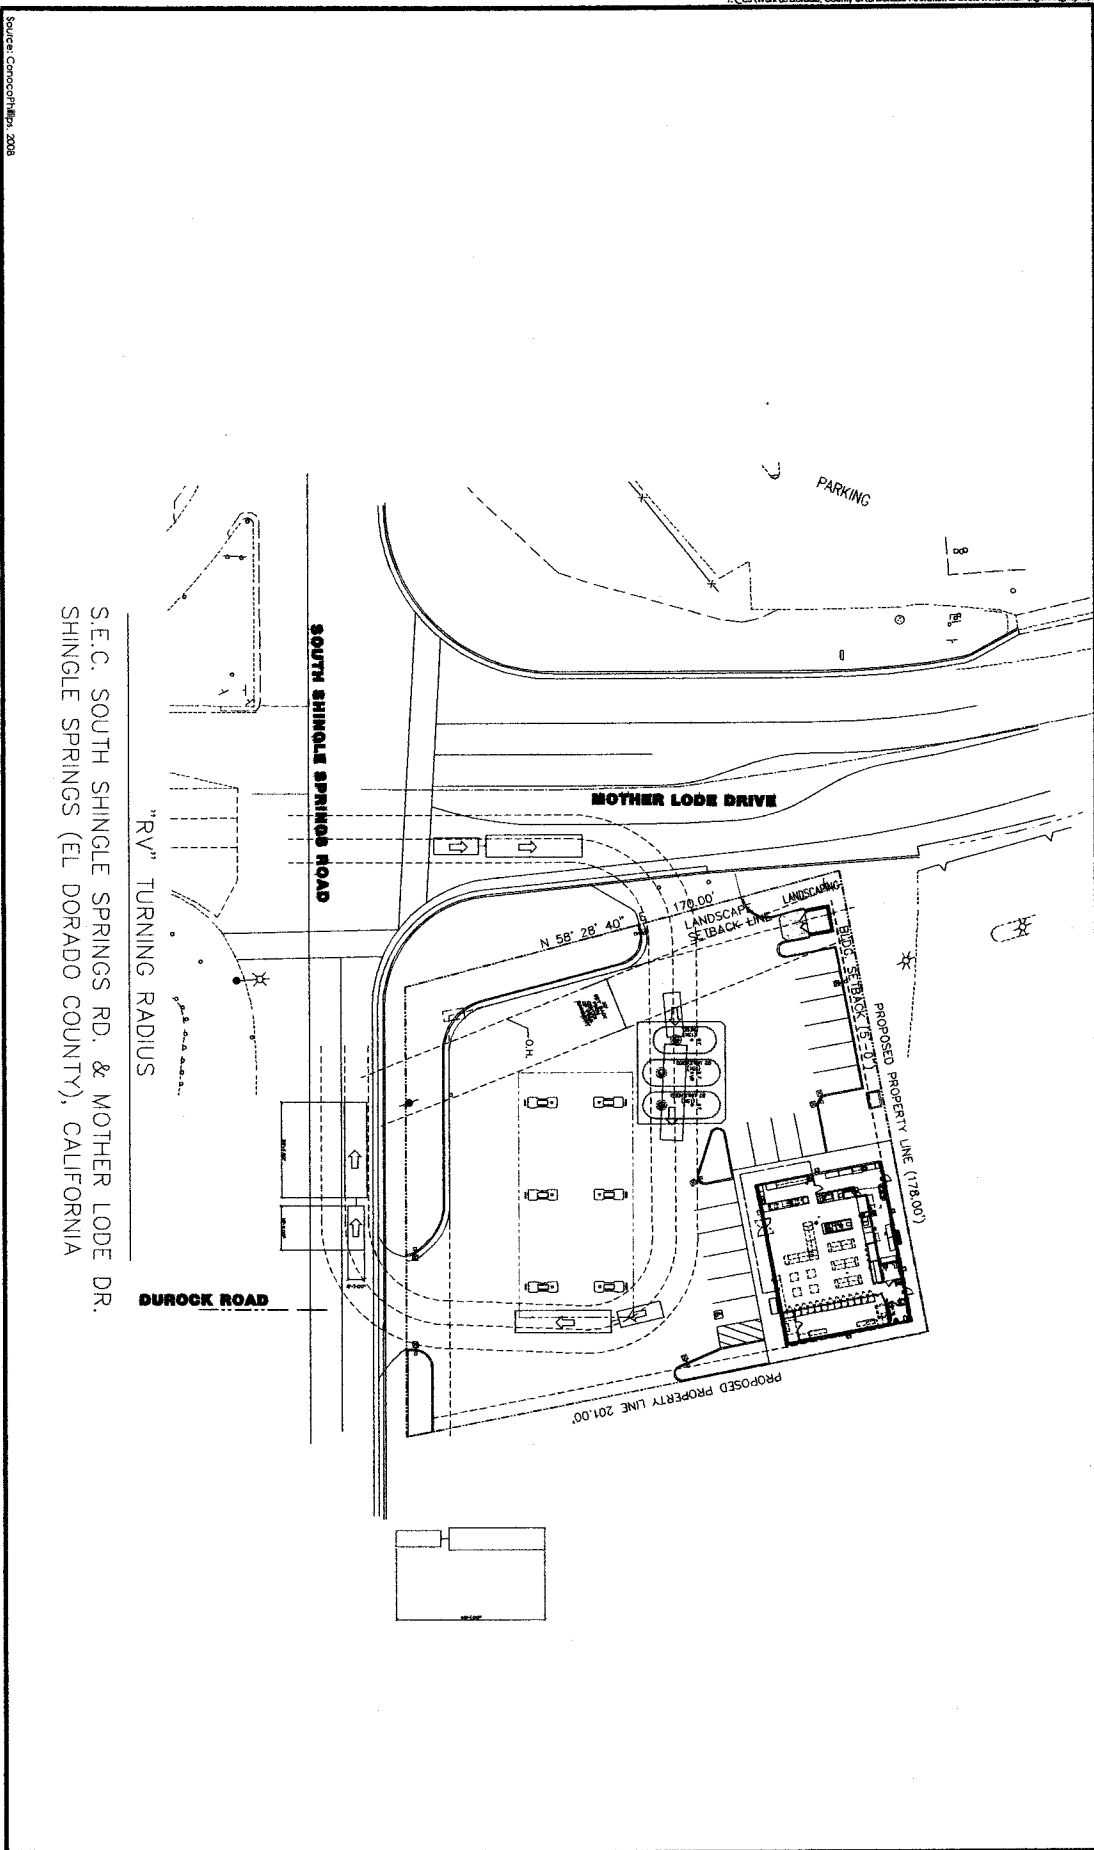 Source: ConocoPhillips, 2008
PARKING
SOUTH SHINGLE SPRINGS ROAD
MOTHER LODE DRIVE
N 58° 28' 40"
170.00'
LANDSCAPE
SETBACK LINE
LANDSCAPING
BLDG. SETBACK (5'-0")
PROPOSED PROPERTY LINE (178.00')
O.H.
PROPOSED PROPERTY LINE 201.00'
DUROCK ROAD
"RV" TURNING RADIUS
S.E.C. SOUTH SHINGLE SPRINGS RD. & MOTHER LODE DR.
SHINGLE SPRINGS (EL DORADO COUNTY), CALIFORNIA